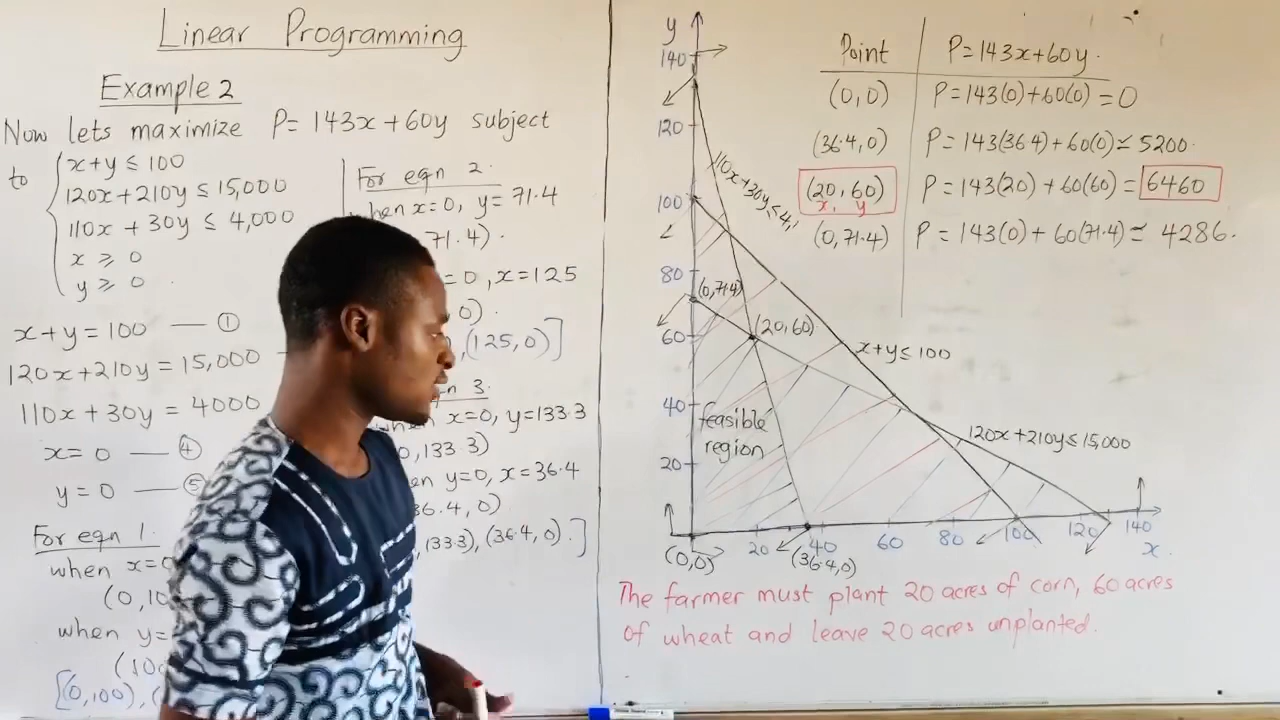 Linear Programming
Example 2
Now lets maximize P= 143x+60y subject
to
x+y ≤ 100
120x+210y ≤ 15,000
110x + 30y ≤ 4,000
x ≥ 0
y ≥ 0
x+y = 100 — ①
120x+210y = 15,000
110x + 30y = 4000
x = 0 — ④
y = 0 — ⑤
For eqn 1.
when x=0
(0,10
when y=
(10
[(0,100), (
For eqn 2.
when x=0, y= 71.4
71.4).
=0, x=125
0).
, (125,0)]
n 3.
x=0, y=133.3
0,133.3)
en y=0, x=36.4
36.4, 0)
(333), (36.4, 0).]
y
140
120
100
80
60
40
20
(0,0)
20
40
60
80
100
120
140
x
110x+30y≤4,
(0,71.4)
(20,60)
x+y ≤ 100
120x+210y≤15,000
feasible
region
(36.4,0)
Point P=143x+60y.
(0,0) P=143(0)+60(0) = 0
(36.4,0) P=143(36.4)+60(0) ≃ 5200.
(20,60) P=143(20)+60(60) = 6460
x, y
(0,71.4) P=143(0)+60(71.4) ≃ 4286.
The farmer must plant 20 acres of corn, 60 acres
of wheat and leave 20 acres unplanted.